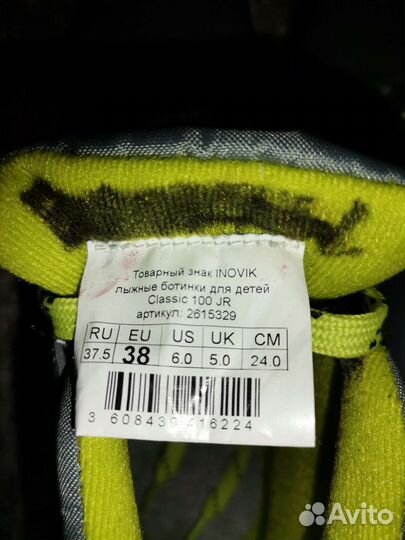 Товарный знак INOVIK
лыжные ботинки для детей
Classic 100 JR
артикул: 2615329
RU EU US UK CM
37.5 38 6.0 5.0 24.0
3 608439 416224
Avito